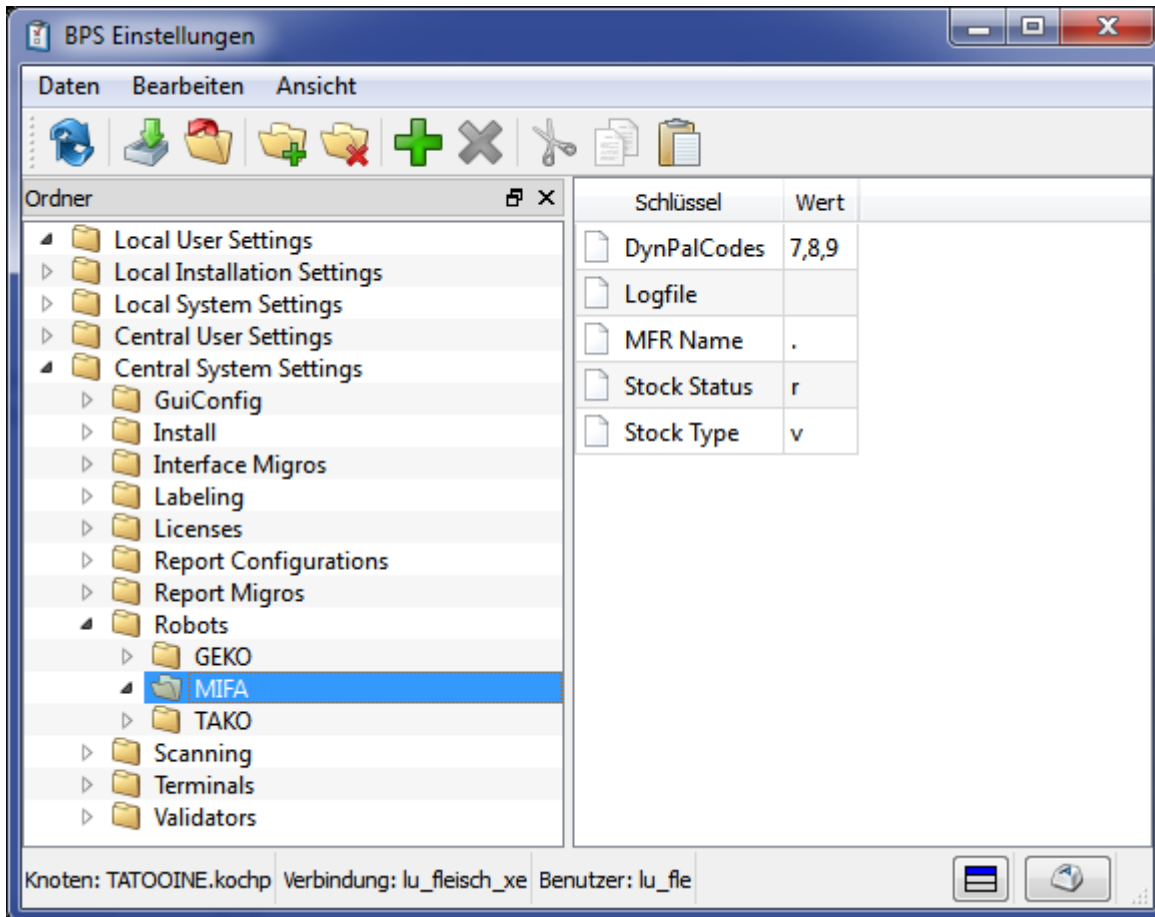 BPS Einstellungen
Daten Bearbeiten Ansicht
Ordner
Local User Settings
Local Installation Settings
Local System Settings
Central User Settings
Central System Settings
GuiConfig
Install
Interface Migros
Labeling
Licenses
Report Configurations
Report Migros
Robots
GEKO
MIFA
TAKO
Scanning
Terminals
Validators
Schlüssel Wert
DynPalCodes 7,8,9
Logfile
MFR Name .
Stock Status r
Stock Type v
Knoten: TATOOINE.kochp Verbindung: lu_fleisch_xe Benutzer: lu_fle